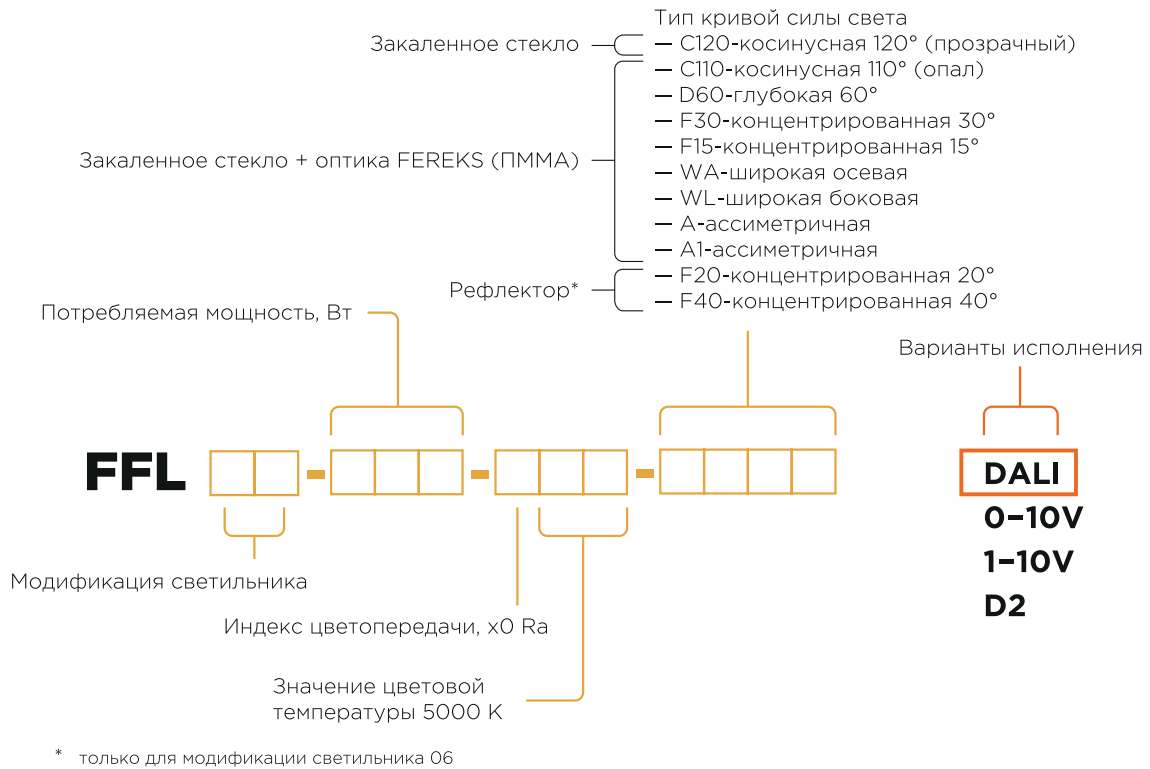 Тип кривой силы света
Закаленное стекло
— C120-косинусная 120° (прозрачный)
— C110-косинусная 110° (опал)
— D60-глубокая 60°
— F30-концентрированная 30°
— F15-концентрированная 15°
Закаленное стекло + оптика FEREKS (ПММА)
— WA-широкая осевая
— WL-широкая боковая
— A-ассиметричная
— A1-ассиметричная
— F20-концентрированная 20°
Рефлектор*
— F40-концентрированная 40°
Потребляемая мощность, Вт
Варианты исполнения
FFL - - -
DALI
0-10V
1-10V
D2
Модификация светильника
Индекс цветопередачи, x0 Ra
Значение цветовой
температуры 5000 К
* только для модификации светильника 06